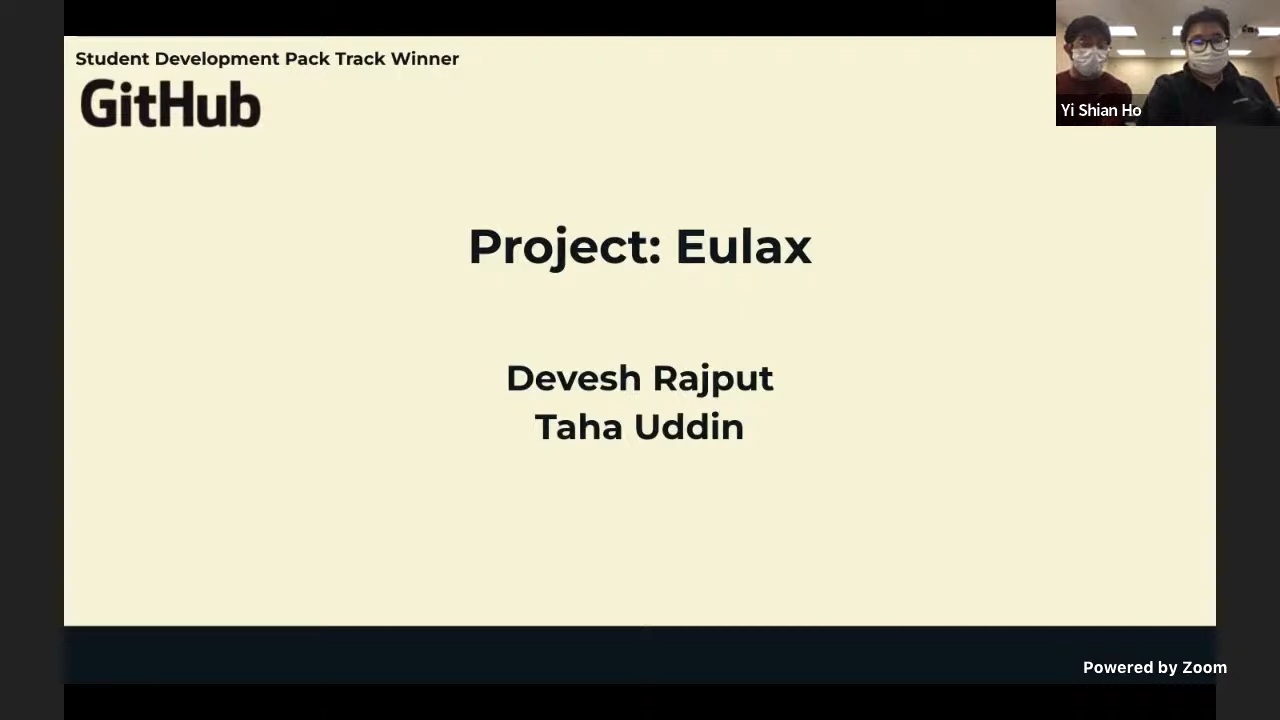 Student Development Pack Track Winner
GitHub
Yi Shian Ho
Project: Eulax
Devesh Rajput
Taha Uddin
Powered by Zoom